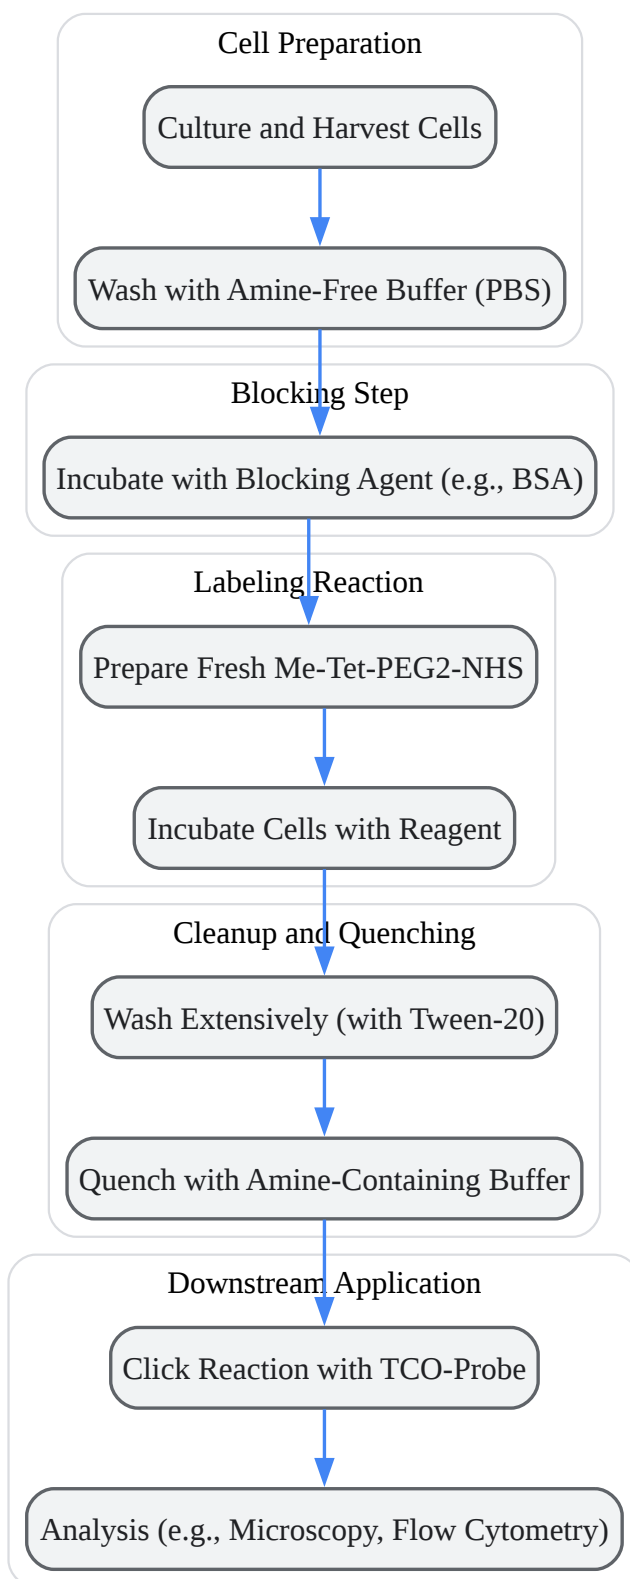 Cell Preparation
Culture and Harvest Cells
Wash with Amine-Free Buffer (PBS)
Blocking Step
Incubate with Blocking Agent (e.g., BSA)
Labeling Reaction
Prepare Fresh Me-Tet-PEG2-NHS
Incubate Cells with Reagent
Cleanup and Quenching
Wash Extensively (with Tween-20)
Quench with Amine-Containing Buffer
Downstream Application
Click Reaction with TCO-Probe
Analysis (e.g., Microscopy, Flow Cytometry)